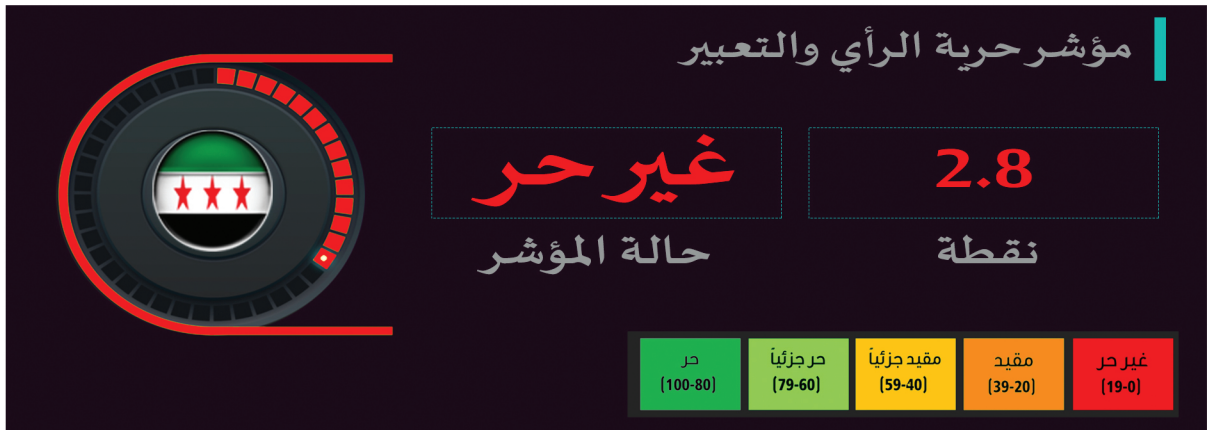 مؤشر حرية الرأي والتعبير
2.8
نقطة
غير حر
حالة المؤشر
غير حر
(19-0)
مقيد
(39-20)
مقيد جزئياً
(59-40)
حر جزئياً
(79-60)
حر
(100-80)